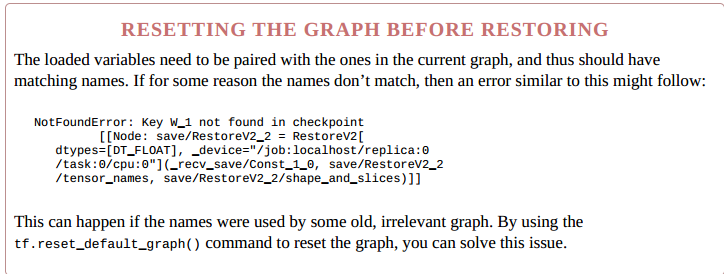 RESETTING THE GRAPH BEFORE RESTORING
The loaded variables need to be paired with the ones in the current graph, and thus should have
matching names. If for some reason the names don’t match, then an error similar to this might follow:
NotFoundError: Key W_1 not found in checkpoint
[[Node: save/RestoreV2_2 = RestoreV2[
dtypes=[DT_FLOAT], _device="/job:localhost/replica:0
/task:0/cpu:0"](_recv_save/Const_1_0, save/RestoreV2_2
/tensor_names, save/RestoreV2_2/shape_and_slices)]]
This can happen if the names were used by some old, irrelevant graph. By using the
tf.reset_default_graph() command to reset the graph, you can solve this issue.